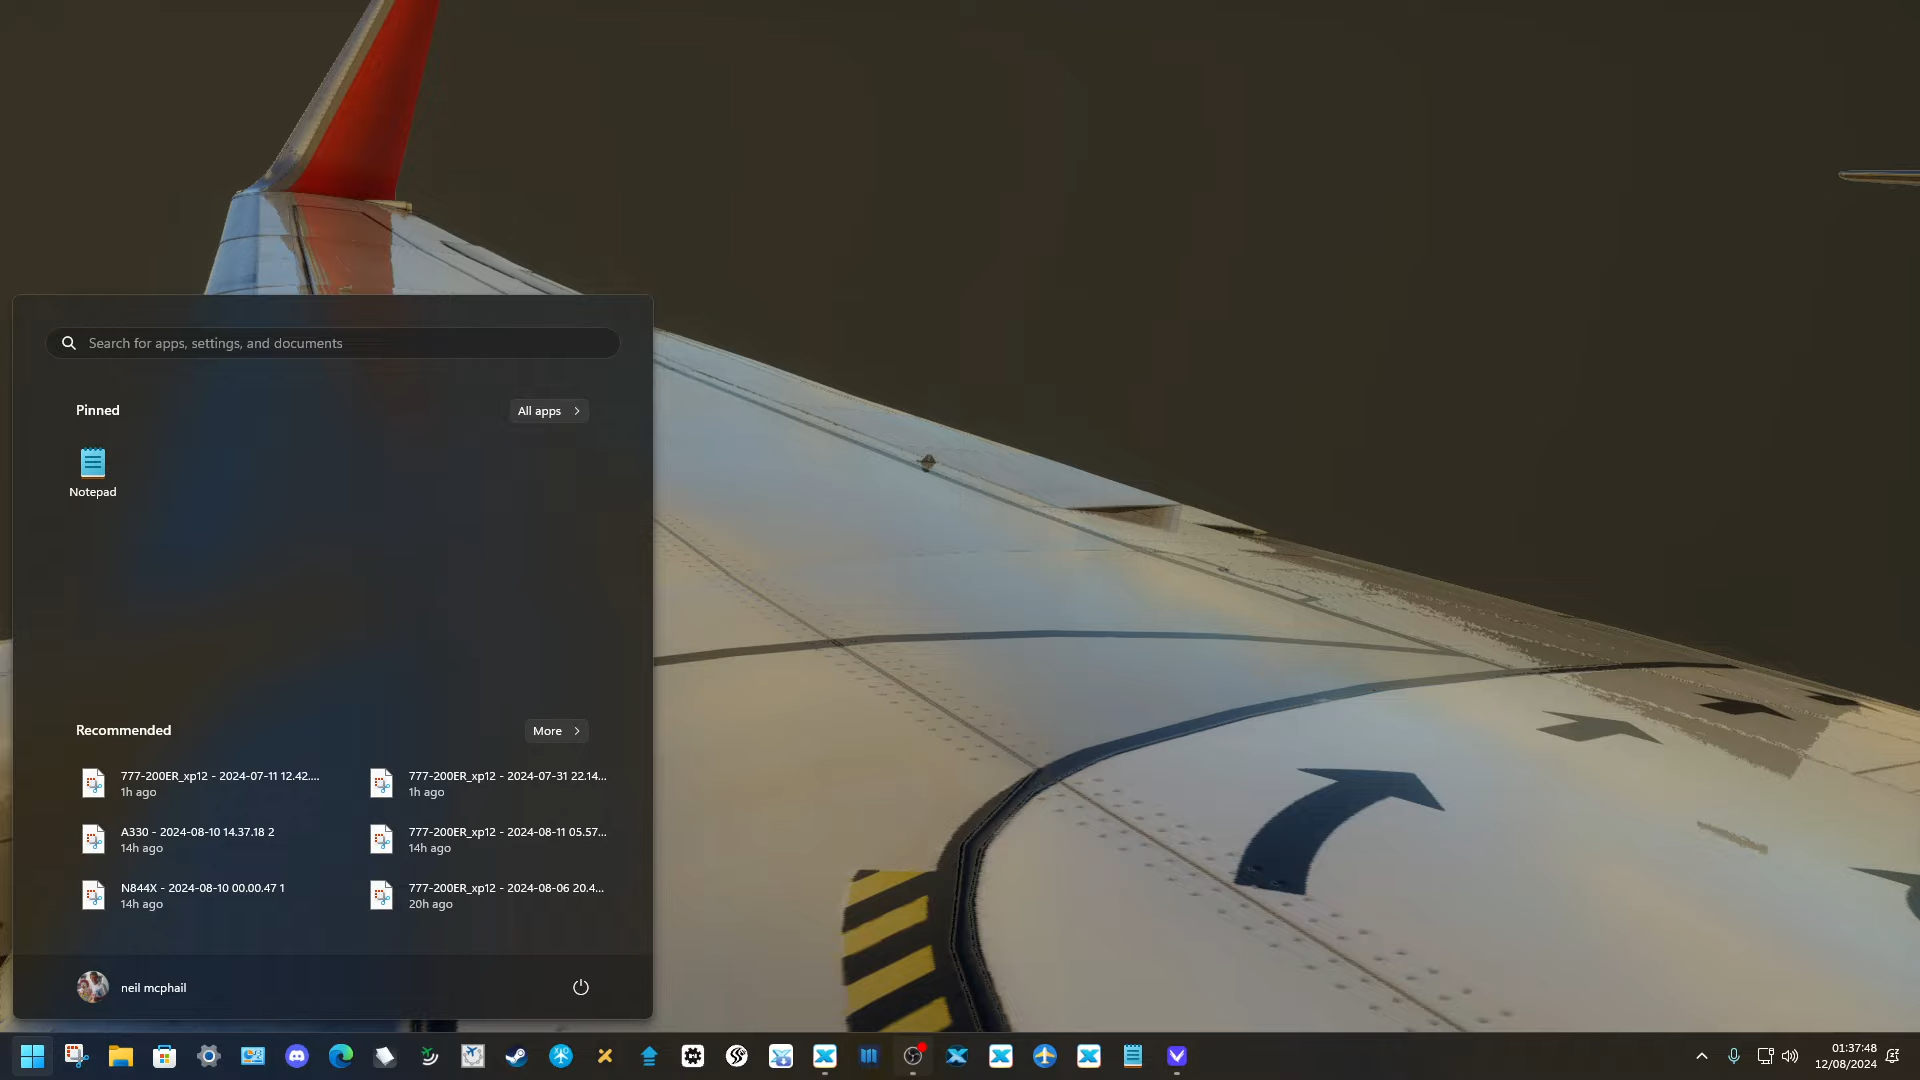 Search for apps, settings, and documents
Pinned
All apps
Notepad
Recommended
More
777-200ER_xp12 - 2024-07-11 12.42....
1h ago
777-200ER_xp12 - 2024-07-31 22.14...
1h ago
A330 - 2024-08-10 14.37.18 2
14h ago
777-200ER_xp12 - 2024-08-11 05.57...
14h ago
N844X - 2024-08-10 00.00.47 1
14h ago
777-200ER_xp12 - 2024-08-06 20.4...
20h ago
neil mcphail
01:37:48
12/08/2024